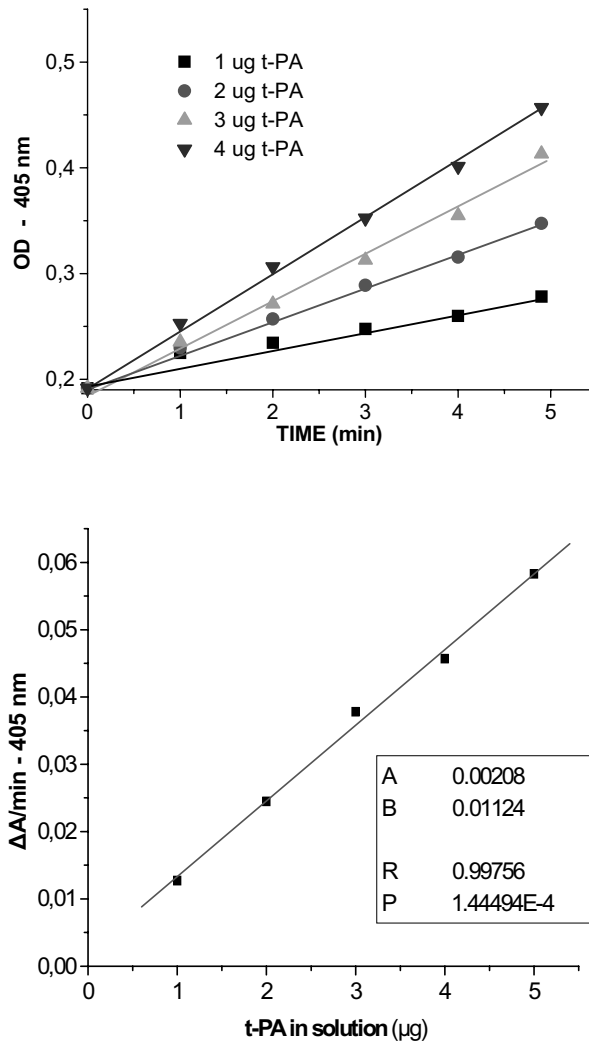 0,5
0,4
0,3
0,2
OD - 405 nm
1 ug t-PA
2 ug t-PA
3 ug t-PA
4 ug t-PA
0 1 2 3 4 5
TIME (min)
0,06
0,05
0,04
0,03
0,02
0,01
0,00
ΔA/min - 405 nm
A 0.00208
B 0.01124
R 0.99756
P 1.44494E-4
0 1 2 3 4 5
t-PA in solution (µg)